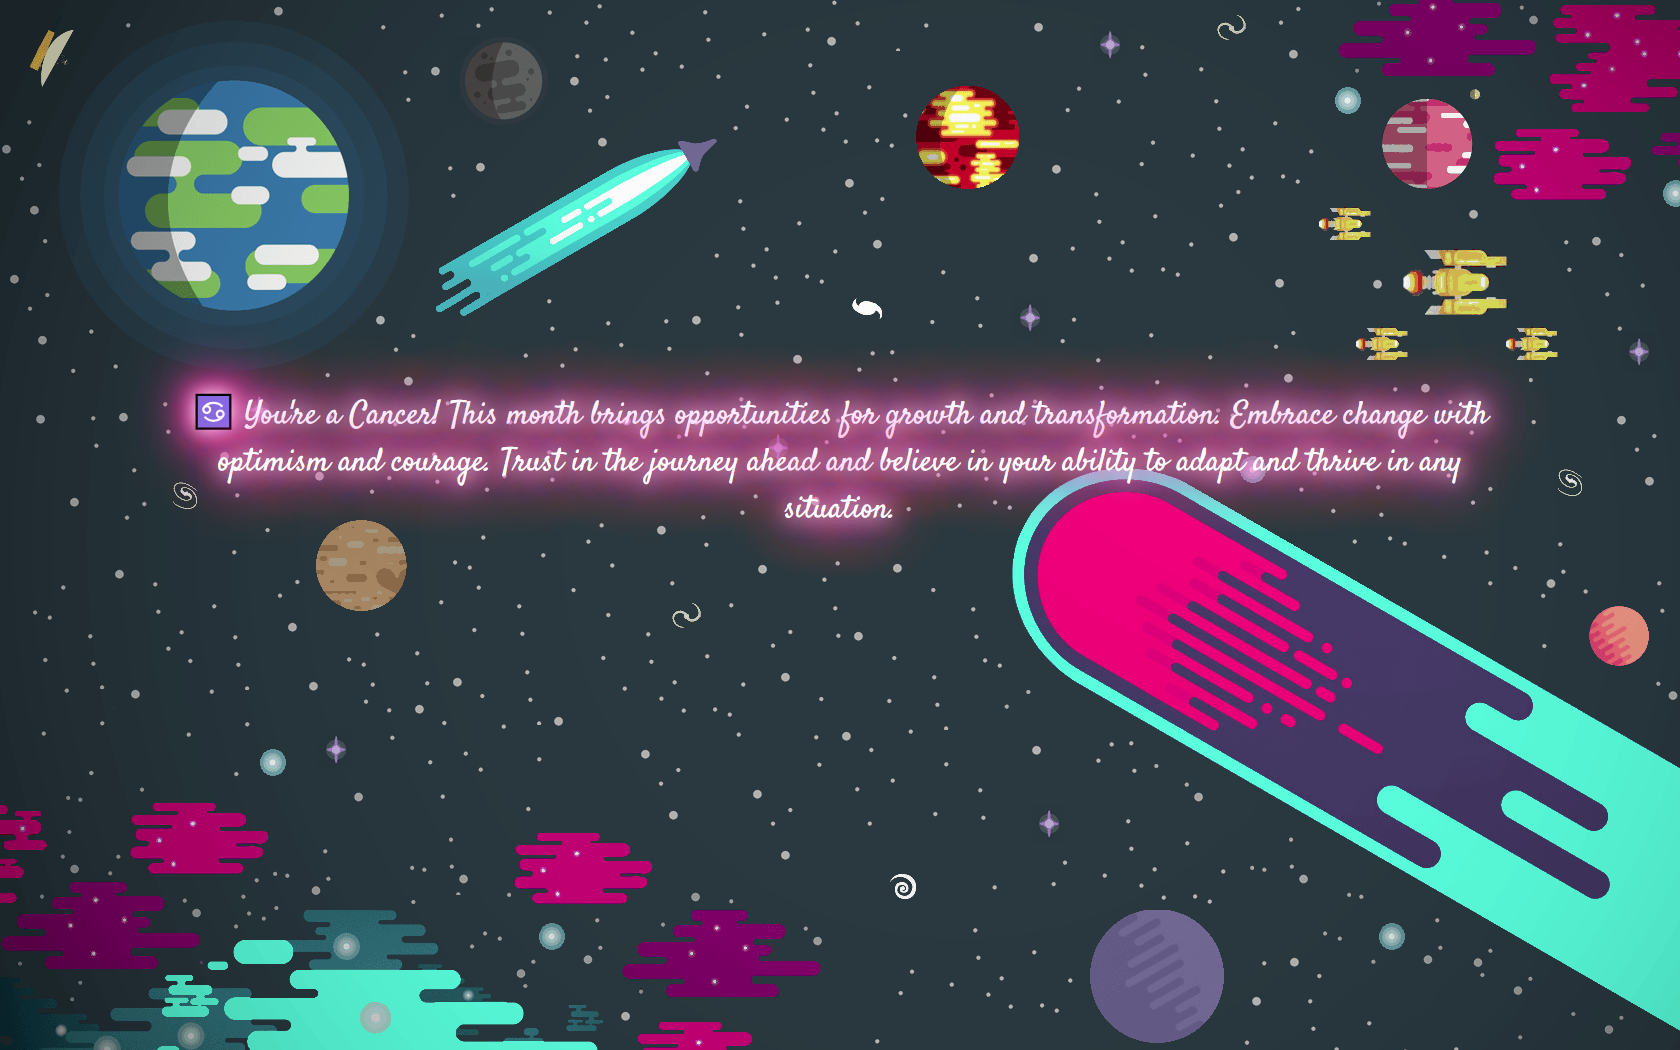 ♋ You're a Cancer! This month brings opportunities for growth and transformation. Embrace change with
optimism and courage. Trust in the journey ahead and believe in your ability to adapt and thrive in any
situation.